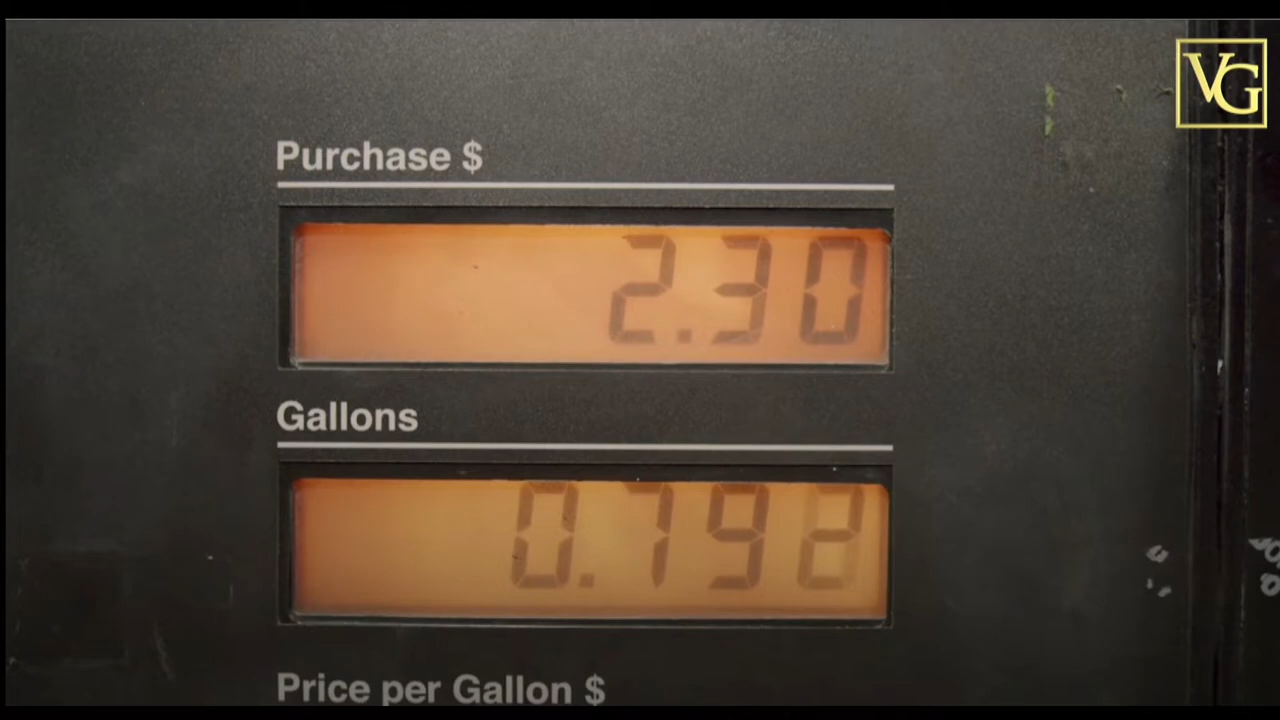 VG
Purchase $
2.30
Gallons
0.792
Price per Gallon $